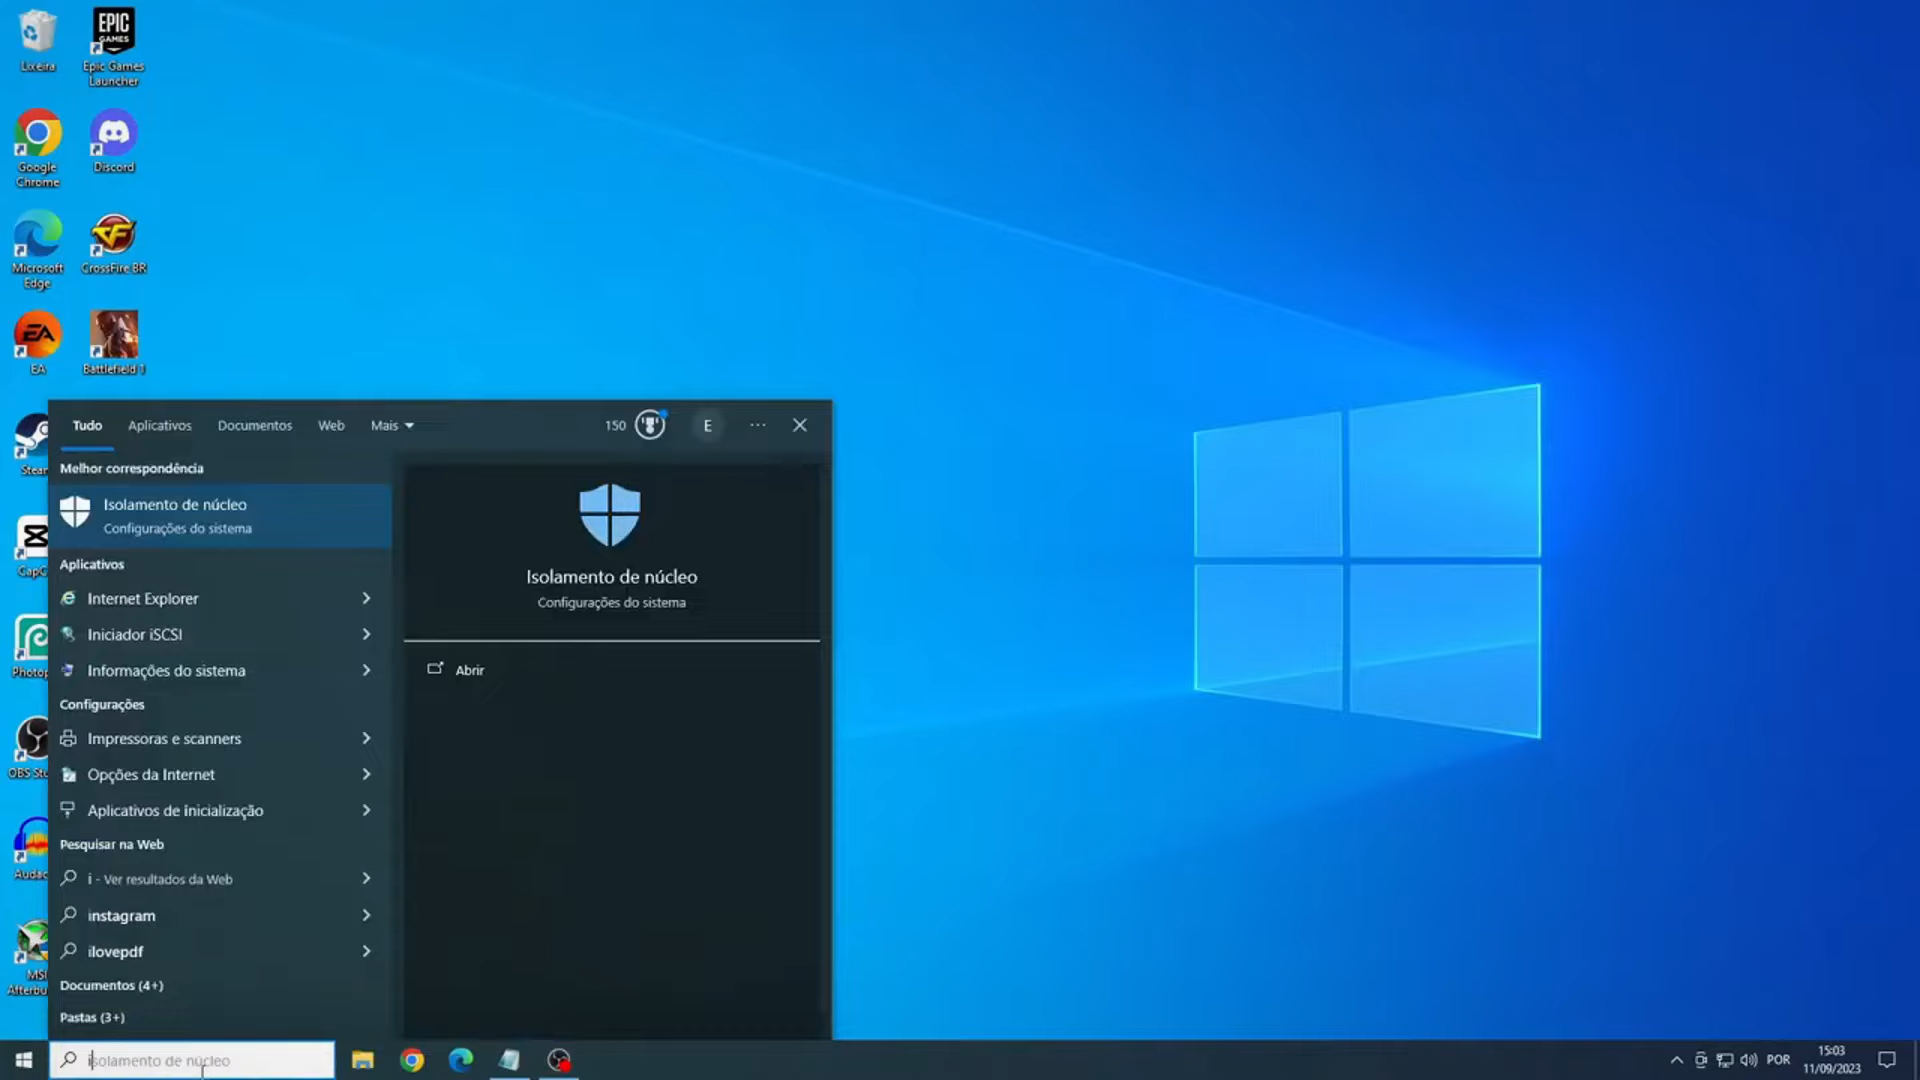 Lixeira
EPIC
GAMES
Epic Games
Launcher
Google
Chrome
Discord
Microsoft
Edge
CrossFire BR
EA
EA
Battlefield 1
Stear
CapC
Photop
OBS Stu
Audac
MSI
Afterbu
Tudo
Aplicativos
Documentos
Web
Mais
150
E
Melhor correspondência
Isolamento de núcleo
Configurações do sistema
Aplicativos
Internet Explorer
Iniciador iSCSI
Informações do sistema
Configurações
Impressoras e scanners
Opções da Internet
Aplicativos de inicialização
Pesquisar na Web
i - Ver resultados da Web
instagram
ilovepdf
Documentos (4+)
Pastas (3+)
Isolamento de núcleo
Configurações do sistema
Abrir
isolamento de núcleo
POR
15:03
11/09/2023